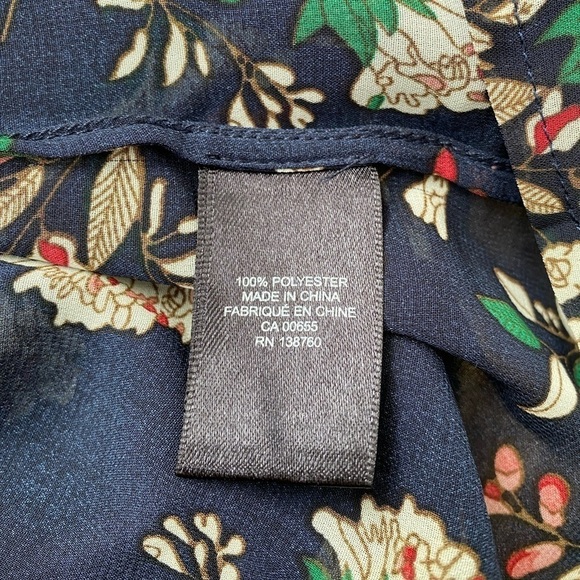 100% POLYESTER
MADE IN CHINA
FABRIQUÉ EN CHINE
CA 00655
RN 138760